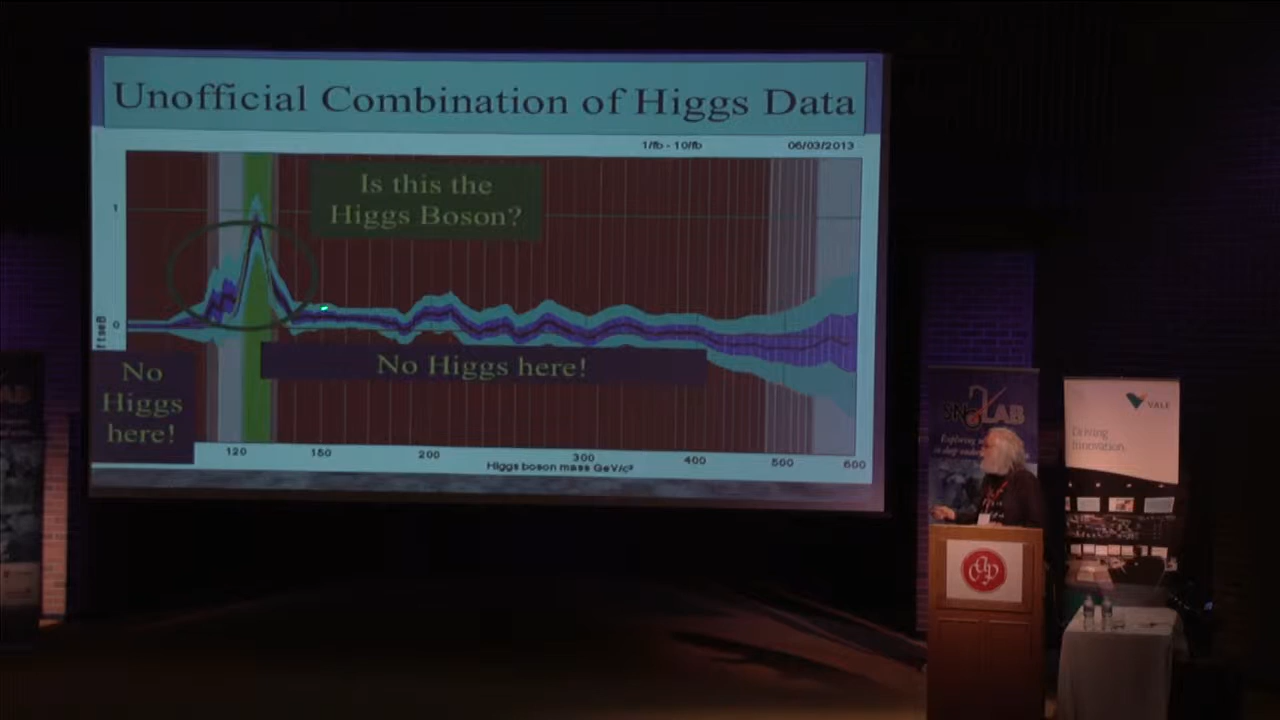 Unofficial Combination of Higgs Data
1/fb - 10/fb
06/03/2013
Is this the
Higgs Boson?
1
0
No
Higgs
here!
No Higgs here!
120
150
200
300
400
500
600
Higgs boson mass GeV/c²
LAB
VALE
Driving
Innovation
cap